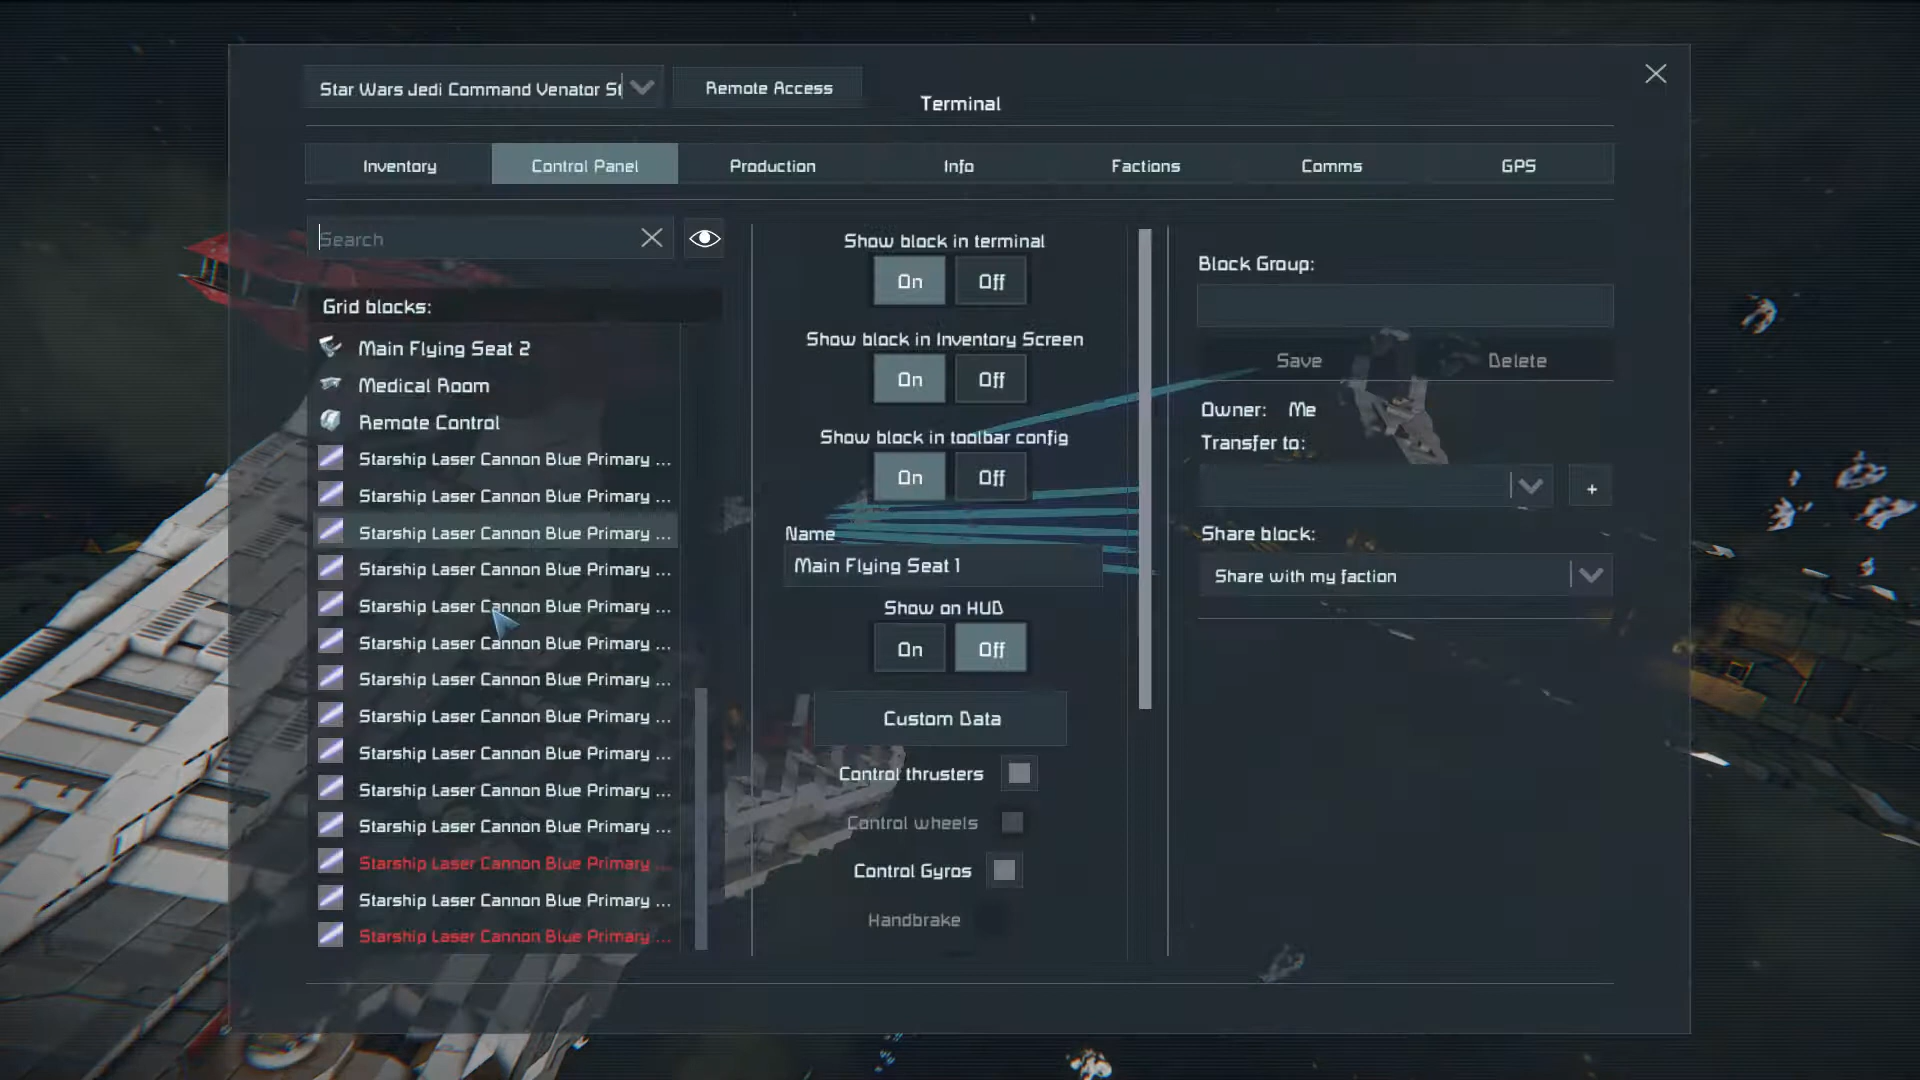 Star Wars Jedi Command Venator St
Remote Access
Terminal
Inventory
Control Panel
Production
Info
Factions
Comms
GPS
Search
Grid blocks:
Main Flying Seat 2
Medical Room
Remote Control
Starship Laser Cannon Blue Primary ...
Starship Laser Cannon Blue Primary ...
Starship Laser Cannon Blue Primary ...
Starship Laser Cannon Blue Primary ...
Starship Laser Cannon Blue Primary ...
Starship Laser Cannon Blue Primary ...
Starship Laser Cannon Blue Primary ...
Starship Laser Cannon Blue Primary ...
Starship Laser Cannon Blue Primary ...
Starship Laser Cannon Blue Primary ...
Starship Laser Cannon Blue Primary ...
Starship Laser Cannon Blue Primary ...
Starship Laser Cannon Blue Primary ...
Starship Laser Cannon Blue Primary ...
Show block in terminal
On Off
Show block in Inventory Screen
On Off
Show block in toolbar config
On Off
Name
Main Flying Seat 1
Show on HUD
On Off
Custom Data
Control thrusters
Control wheels
Control Gyros
Handbrake
Block Group:
Save Delete
Owner: Me
Transfer to:
+
Share block:
Share with my faction